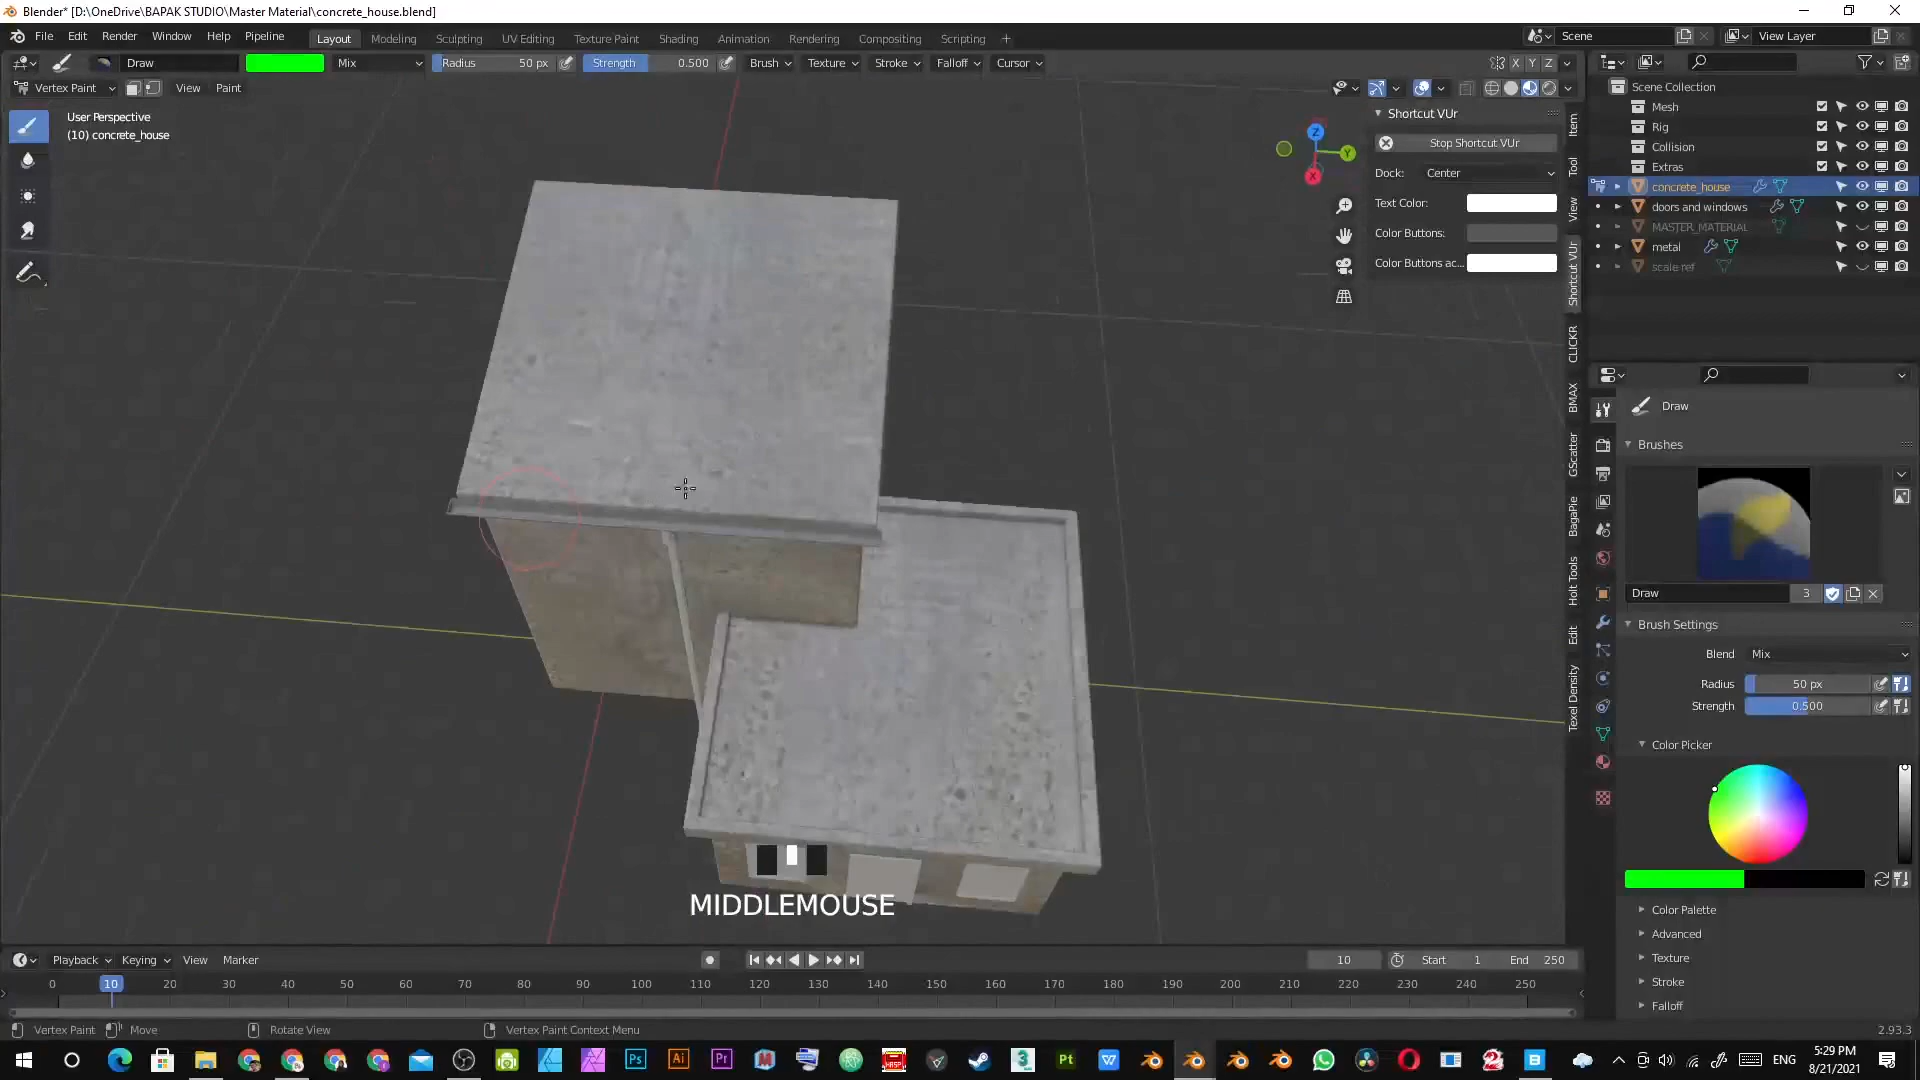 Blender* [D:\OneDrive\BAPAK STUDIO\Master Material\concrete_house.blend]
File Edit Render Window Help Pipeline Layout Modeling Sculpting UV Editing Texture Paint Shading Animation Rendering Compositing Scripting + Scene View Layer
Draw Mix Radius 50 px Strength 0.500 Brush Texture Stroke Falloff Cursor X Y Z
Vertex Paint View Paint
User Perspective
(10) concrete_house
Shortcut VUr
Stop Shortcut VUr
Dock: Center
Text Color:
Color Buttons:
Color Buttons ac...
Z
Y
X
Item
Tool
View
Shortcut VUr
CLICKR
BMAX
GScatter
BagaPie
Holt Tools
Edit
Texel Density
Scene Collection
Mesh
Rig
Collision
Extras
concrete_house
doors and windows
MASTER_MATERIAL
metal
scale ref
Draw
Brushes
Draw 3
Brush Settings
Blend Mix
Radius 50 px
Strength 0.500
Color Picker
Color Palette
Advanced
Texture
Stroke
Falloff
MIDDLEMOUSE
Playback Keying View Marker 10 Start 1 End 250
0 10 20 30 40 50 60 70 80 90 100 110 120 130 140 150 160 170 180 190 200 210 220 230 240 250
Vertex Paint Move Rotate View Vertex Paint Context Menu 2.93.3
Ps Ai Pr 3 Pt W B ENG
5:29 PM
8/21/2021